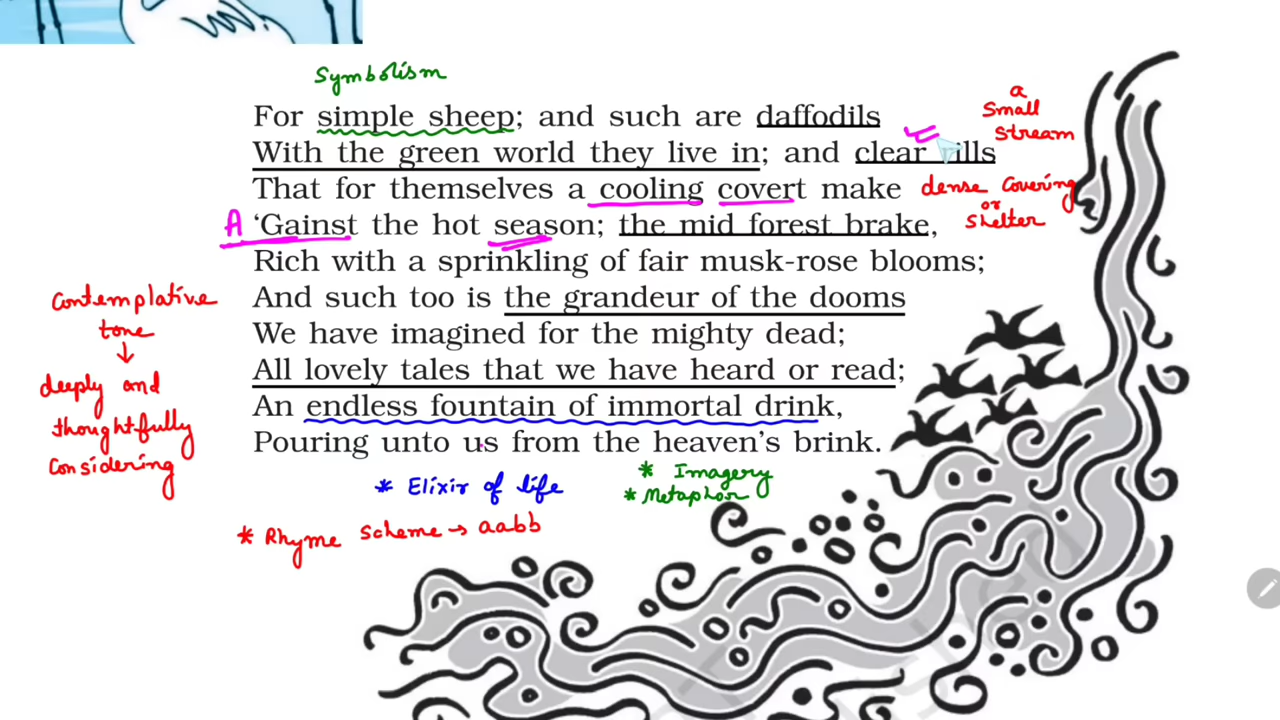 Symbolism
For simple sheep; and such are daffodils
With the green world they live in; and clear rills
That for themselves a cooling covert make
A 'Gainst the hot season; the mid forest brake,
Rich with a sprinkling of fair musk-rose blooms;
And such too is the grandeur of the dooms
We have imagined for the mighty dead;
All lovely tales that we have heard or read;
An endless fountain of immortal drink,
Pouring unto us from the heaven's brink.
a
Small
stream
dense Covering
or
Shelter
Contemplative
tone
↓
deeply and
thoughtfully
Considering
* Elixir of life
* Imagery
* Metaphor
* Rhyme Scheme → aabb